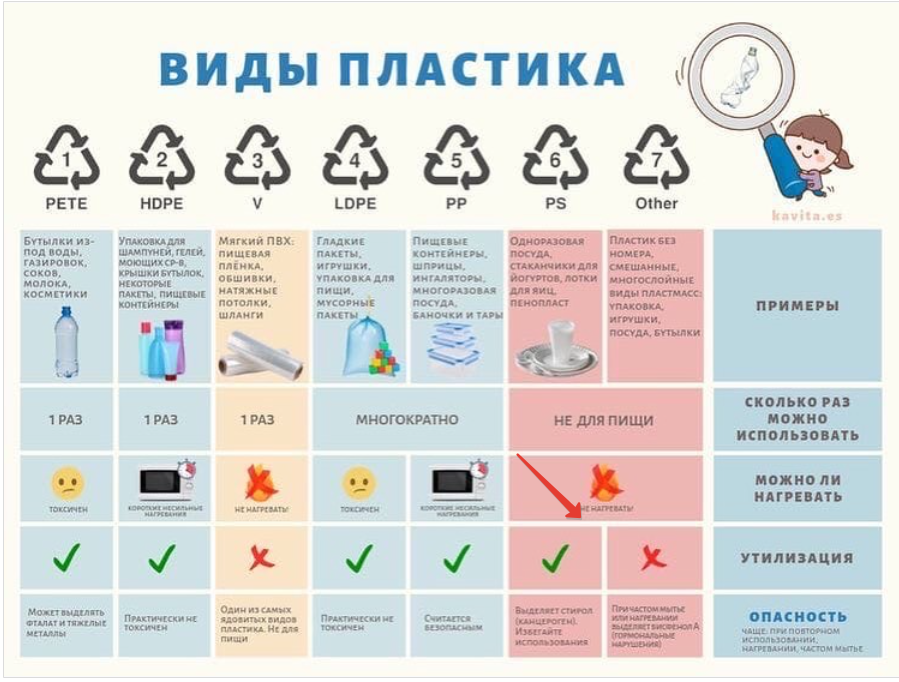 ВИДЫ ПЛАСТИКА
kavita.es
1
PETE
2
HDPE
3
V
4
LDPE
5
PP
6
PS
7
Other
Бутылки из-
под воды,
газировок,
соков,
молока,
косметики
Упаковка для
шампуней, гелей,
моющих ср-в,
крышки бутылок,
некоторые
пакеты, пищевые
контейнеры
Мягкий ПВХ:
пищевая
плёнка,
обшивки,
натяжные
потолки,
шланги
Гладкие
пакеты,
игрушки,
упаковка для
пищи,
мусорные
пакеты
Пищевые
контейнеры,
шприцы,
ингаляторы,
многоразовая
посуда,
баночки и тары
Одноразовая
посуда,
стаканчики для
йогуртов, лотки
для яиц,
пенопласт
Пластик без
номера,
смешанные,
многослойные
виды пластмасс:
упаковка,
игрушки,
посуда, бутылки
ПРИМЕРЫ
1 РАЗ
1 РАЗ
1 РАЗ
МНОГОКРАТНО
НЕ ДЛЯ ПИЩИ
СКОЛЬКО РАЗ
МОЖНО
ИСПОЛЬЗОВАТЬ
ТОКСИЧЕН
КОРОТКИЕ НЕСИЛЬНЫЕ
НАГРЕВАНИЯ
НЕ НАГРЕВАТЬ!
ТОКСИЧЕН
КОРОТКИЕ НЕСИЛЬНЫЕ
НАГРЕВАНИЯ
НЕ НАГРЕВАТЬ!
МОЖНО ЛИ
НАГРЕВАТЬ
УТИЛИЗАЦИЯ
Может выделять
фталат и тяжелые
металлы
Практически не
токсичен
Один из самых
ядовитых видов
пластика. Не для
пищи
Практически не
токсичен
Считается
безопасным
Выделяет стирол
(канцероген).
Избегайте
использования
При частом мытье
или нагревании
выделяет бисфенол А
(гормональные
нарушения)
ОПАСНОСТЬ
ЧАЩЕ: ПРИ ПОВТОРНОМ
ИСПОЛЬЗОВАНИИ,
НАГРЕВАНИИ, ЧАСТОМ МЫТЬЕ